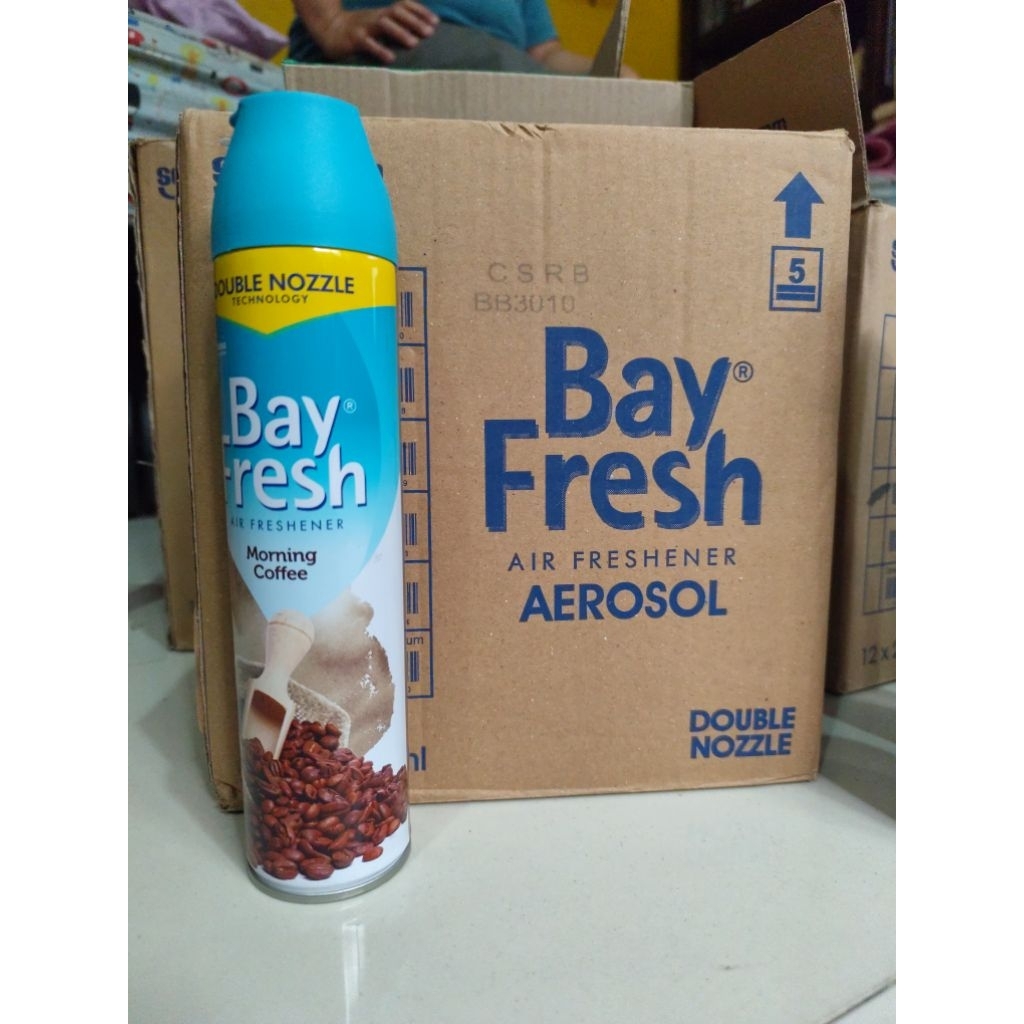 DOUBLE NOZZLE
TECHNOLOGY
Bay®
Fresh
AIR FRESHENER
Morning
Coffee
CSRB
BB3010
5
Bay®
Fresh
AIR FRESHENER
AEROSOL
DOUBLE
NOZZLE